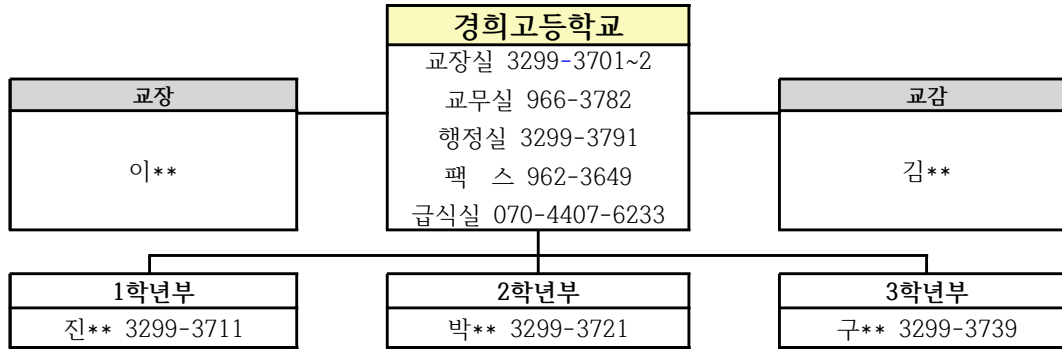 경희고등학교
교장실 3299-3701~2
교무실 966-3782
행정실 3299-3791
팩 스 962-3649
급식실 070-4407-6233
교장
이**
교감
김**
1학년부
진** 3299-3711
2학년부
박** 3299-3721
3학년부
구** 3299-3739